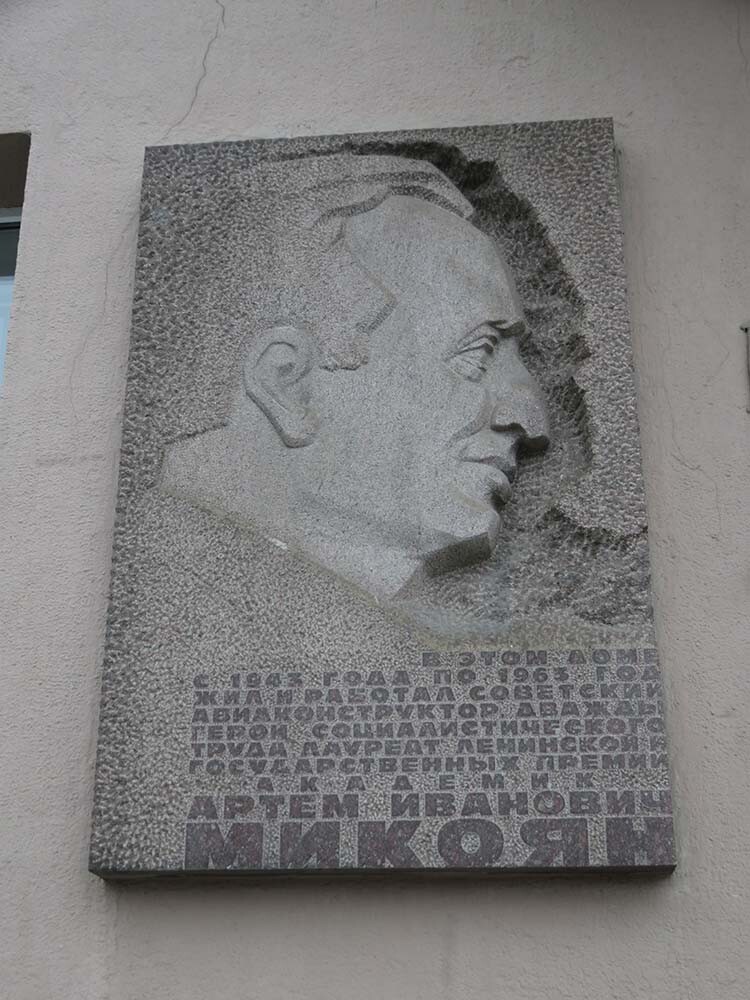 В ЭТОМ ДОМЕ
С 1943 ГОДА ПО 1963 ГОД
ЖИЛ И РАБОТАЛ СОВЕТСКИЙ
АВИАКОНСТРУКТОР ДВАЖДЫ
ГЕРОЙ СОЦИАЛИСТИЧЕСКОГО
ТРУДА ЛАУРЕАТ ЛЕНИНСКОЙ И
ГОСУДАРСТВЕННЫХ ПРЕМИЙ
АКАДЕМИК
АРТЕМ ИВАНОВИЧ
МИКОЯН